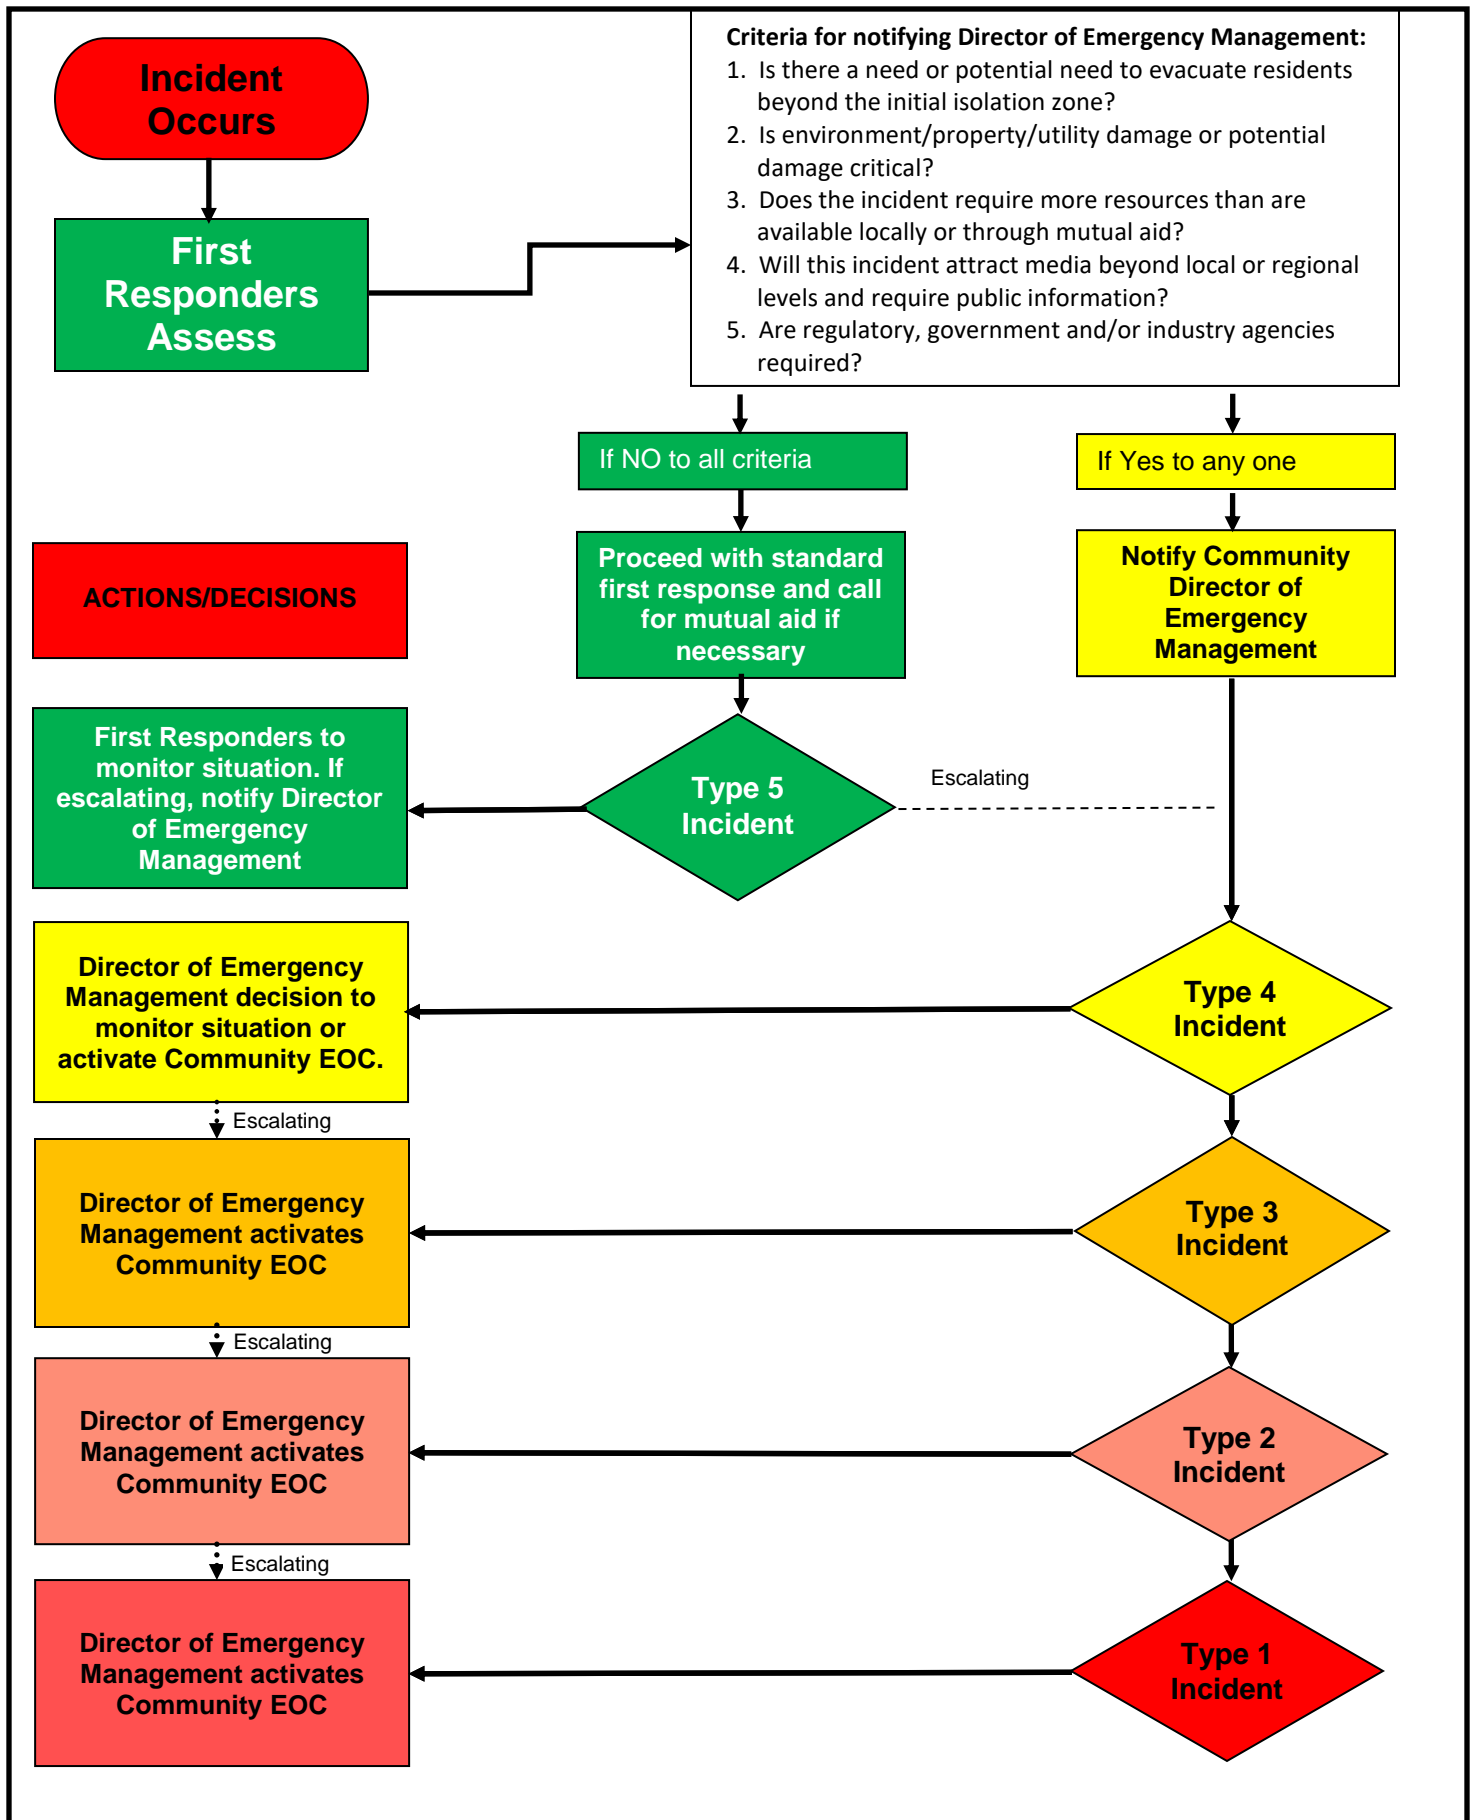 Incident
Occurs
Criteria for notifying Director of Emergency Management:
1. Is there a need or potential need to evacuate residents
beyond the initial isolation zone?
2. Is environment/property/utility damage or potential
damage critical?
3. Does the incident require more resources than are
available locally or through mutual aid?
4. Will this incident attract media beyond local or regional
levels and require public information?
5. Are regulatory, government and/or industry agencies
required?
First
Responders
Assess
If NO to all criteria
If Yes to any one
ACTIONS/DECISIONS
Proceed with standard
first response and call
for mutual aid if
necessary
Notify Community
Director of
Emergency
Management
First Responders to
monitor situation. If
escalating, notify Director
of Emergency
Management
Type 5
Incident
Escalating
Director of Emergency
Management decision to
monitor situation or
activate Community EOC.
Type 4
Incident
Escalating
Director of Emergency
Management activates
Community EOC
Type 3
Incident
Escalating
Director of Emergency
Management activates
Community EOC
Type 2
Incident
Escalating
Director of Emergency
Management activates
Community EOC
Type 1
Incident